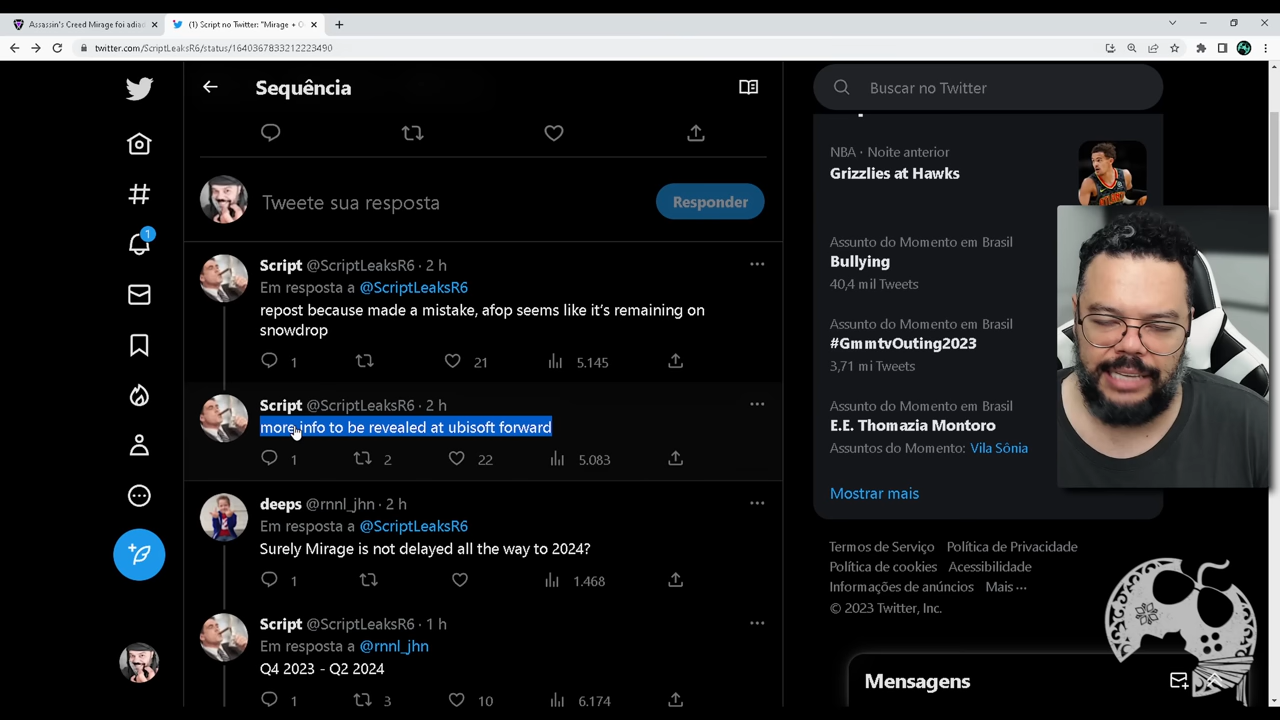 Assassin's Creed Mirage foi adiad
(1) Script no Twitter: "Mirage + O
twitter.com/ScriptLeaksR6/status/1640367833212223490
Sequência
Tweete sua resposta
Responder
Script @ScriptLeaksR6 · 2 h
Em resposta a @ScriptLeaksR6
repost because made a mistake, afop seems like it's remaining on
snowdrop
1 21 5.145
Script @ScriptLeaksR6 · 2 h
more info to be revealed at ubisoft forward
1 2 22 5.083
deeps @rnnl_jhn · 2 h
Em resposta a @ScriptLeaksR6
Surely Mirage is not delayed all the way to 2024?
1 1.468
Script @ScriptLeaksR6 · 1 h
Em resposta a @rnnl_jhn
Q4 2023 - Q2 2024
1 3 10 6.174
1
Buscar no Twitter
NBA · Noite anterior
Grizzlies at Hawks
Assunto do Momento em Brasil
Bullying
40,4 mil Tweets
Assunto do Momento em Brasil
#GmmtvOuting2023
3,71 mi Tweets
Assunto do Momento em Brasil
E.E. Thomazia Montoro
Assuntos do Momento: Vila Sônia
Mostrar mais
Termos de Serviço Política de Privacidade
Política de cookies Acessibilidade
Informações de anúncios Mais ···
© 2023 Twitter, Inc.
Mensagens